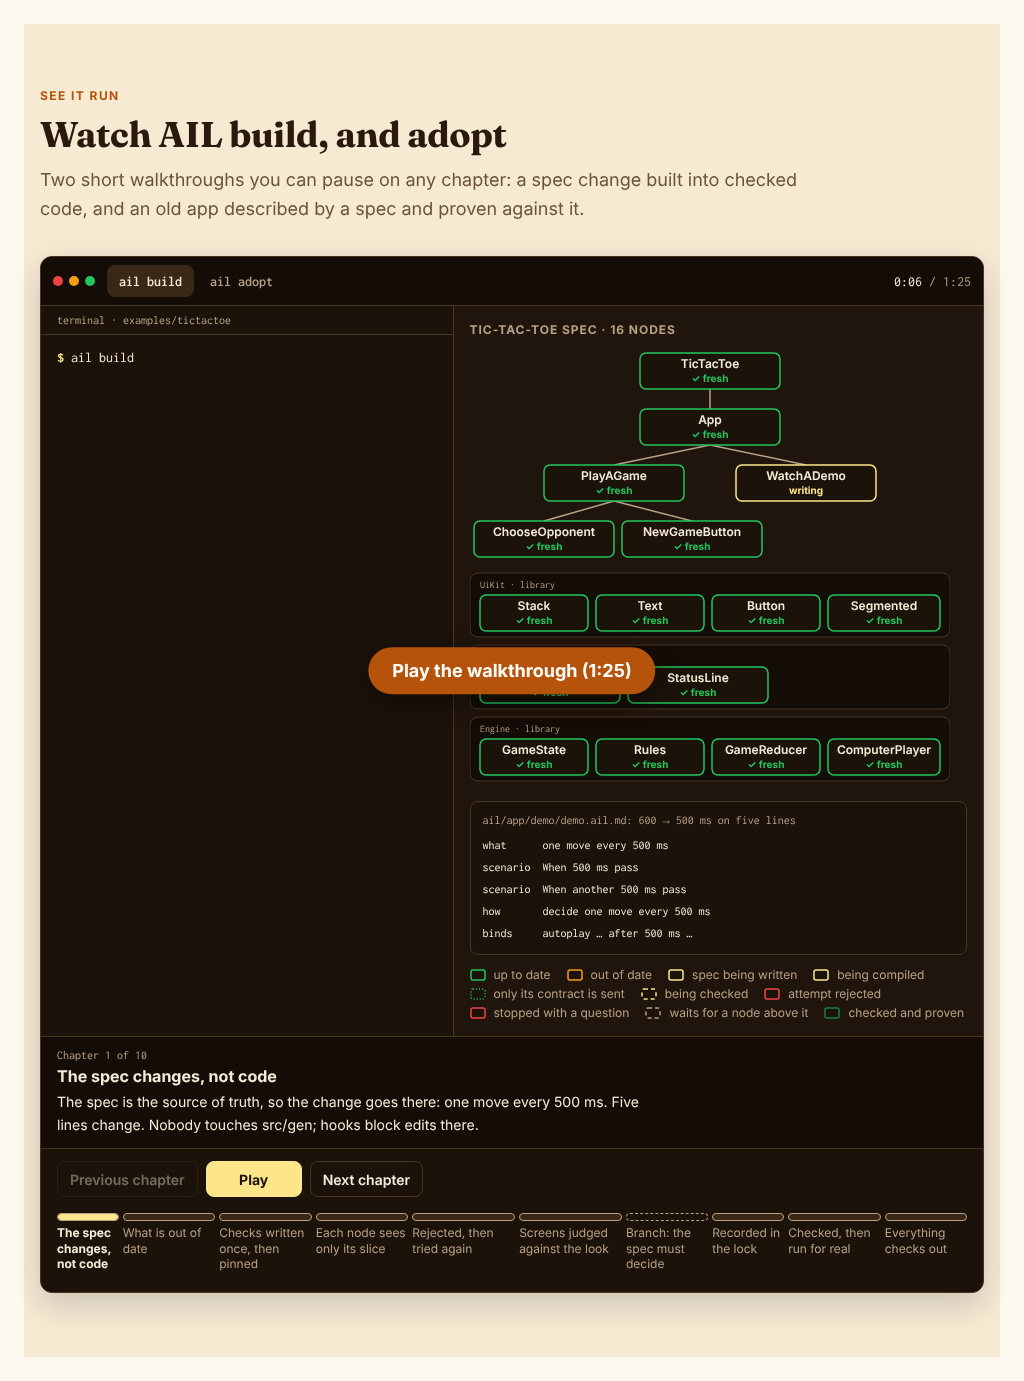 SEE IT RUN
Watch AIL build, and adopt
Two short walkthroughs you can pause on any chapter: a spec change built into checked
code, and an old app described by a spec and proven against it.
ail build
ail adopt
0:06 / 1:25
terminal · examples/tictactoe
$ ail build
TIC-TAC-TOE SPEC · 16 NODES
TicTacToe
✓ fresh
App
✓ fresh
PlayAGame
✓ fresh
WatchADemo
writing
ChooseOpponent
✓ fresh
NewGameButton
✓ fresh
UiKit · library
Stack
✓ fresh
Text
✓ fresh
Button
✓ fresh
Segmented
✓ fresh
Play the walkthrough (1:25)
StatusLine
✓ fresh
Engine · library
GameState
✓ fresh
Rules
✓ fresh
GameReducer
✓ fresh
ComputerPlayer
✓ fresh
ail/app/demo/demo.ail.md: 600 → 500 ms on five lines
what one move every 500 ms
scenario When 500 ms pass
scenario When another 500 ms pass
how decide one move every 500 ms
binds autoplay … after 500 ms …
up to date out of date spec being written being compiled
only its contract is sent being checked attempt rejected
stopped with a question waits for a node above it checked and proven
Chapter 1 of 10
The spec changes, not code
The spec is the source of truth, so the change goes there: one move every 500 ms. Five
lines change. Nobody touches src/gen; hooks block edits there.
Previous chapter
Play
Next chapter
The spec
changes,
not code
What is out of
date
Checks written
once, then
pinned
Each node sees
only its slice
Rejected, then
tried again
Screens judged
against the look
Branch: the
spec must
decide
Recorded in
the lock
Checked, then
run for real
Everything
checks out